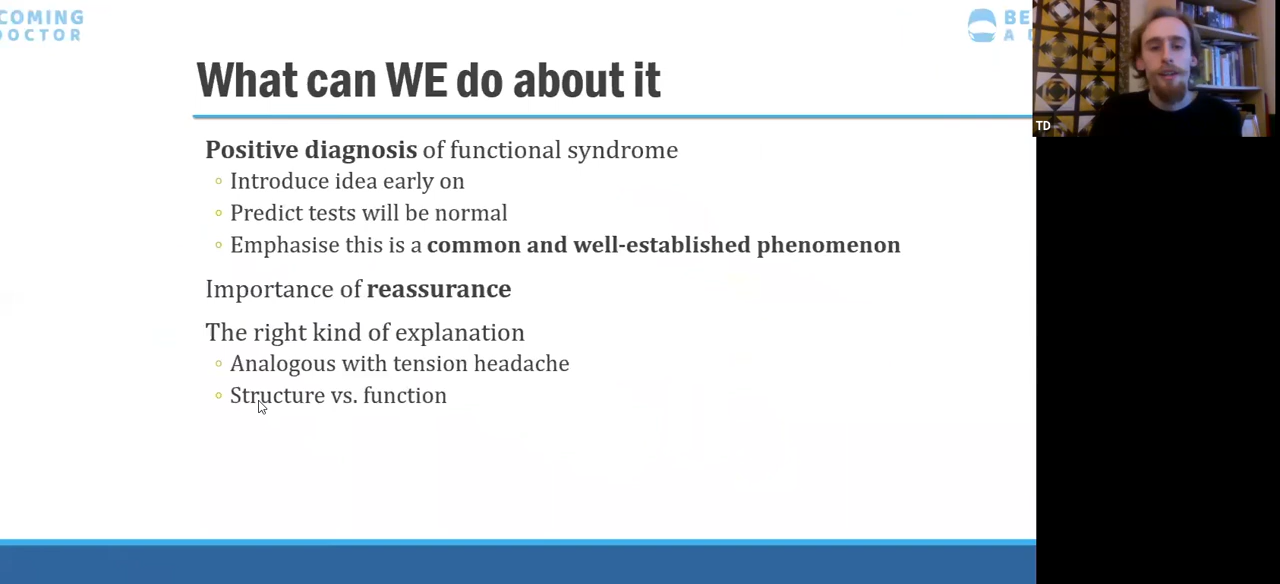 COMING
DOCTOR
BE
A
What can WE do about it
TD
Positive diagnosis of functional syndrome
Introduce idea early on
Predict tests will be normal
Emphasise this is a common and well-established phenomenon
Importance of reassurance
The right kind of explanation
Analogous with tension headache
Structure vs. function